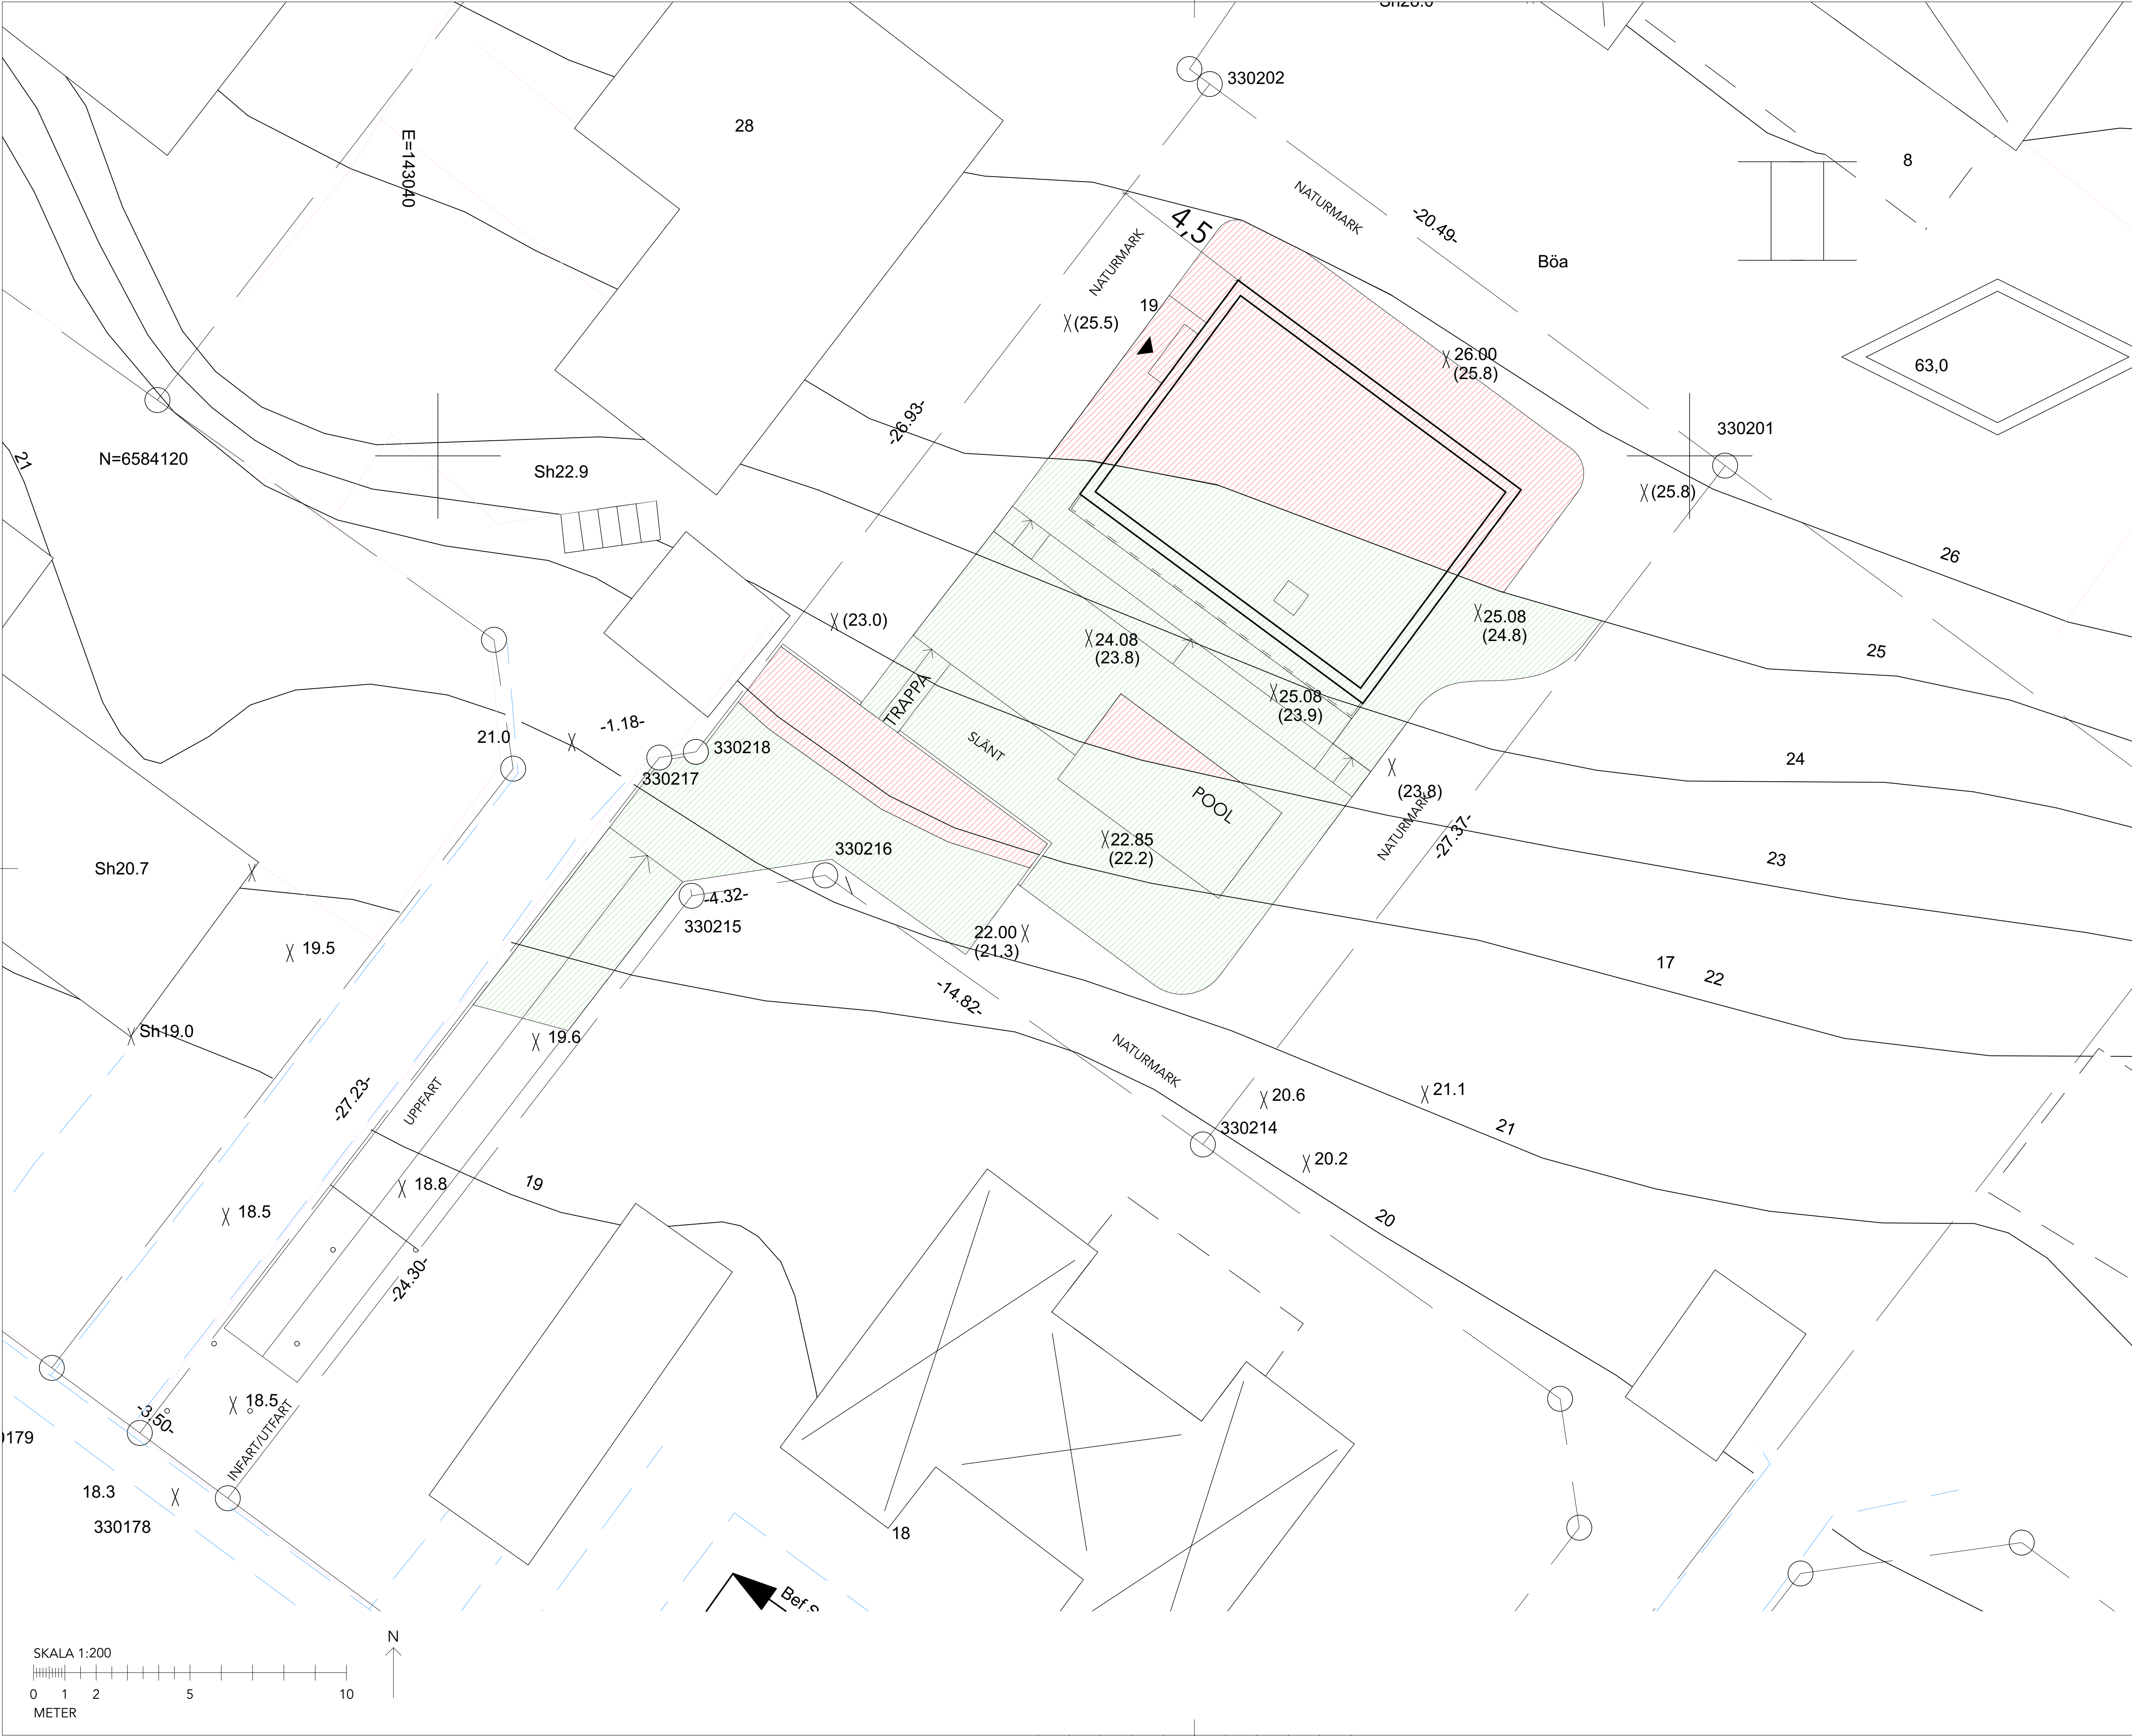 Sh28.0
330202
28
E=143040
8
NATURMARK
-20.49-
4,5
NATURMARK
Böa
19
(25.5)
26.00
(25.8)
63,0
-26.93-
330201
21
N=6584120
Sh22.9
(25.8)
26
(23.0)
25.08
(24.8)
24.08
(23.8)
25
TRAPPA
25.08
(23.9)
-1.18-
21.0
330218
SLÄNT
24
330217
(23.8)
POOL
NATURMARK
-27.37-
22.85
(22.2)
330216
23
Sh20.7
-4.32-
330215
22.00
(21.3)
19.5
17
22
-14.82-
Sh19.0
19.6
NATURMARK
-27.23-
UPPFART
20.6
21.1
330214
21
20.2
19
18.8
18.5
20
-24.30-
18.5
-3.50-
INFART/UTFART
0179
18.3
330178
18
Bef.S
SKALA 1:200
N
0 1 2 5 10
METER